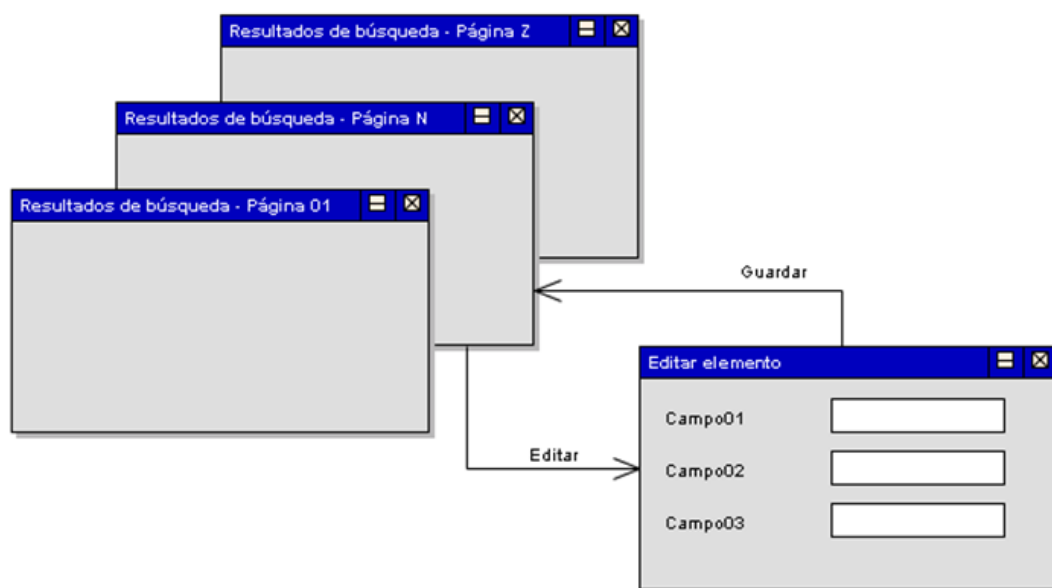 Resultados de búsqueda - Página Z
Resultados de búsqueda - Página N
Resultados de búsqueda - Página 01
Guardar
Editar elemento
Campo01
Editar
Campo02
Campo03